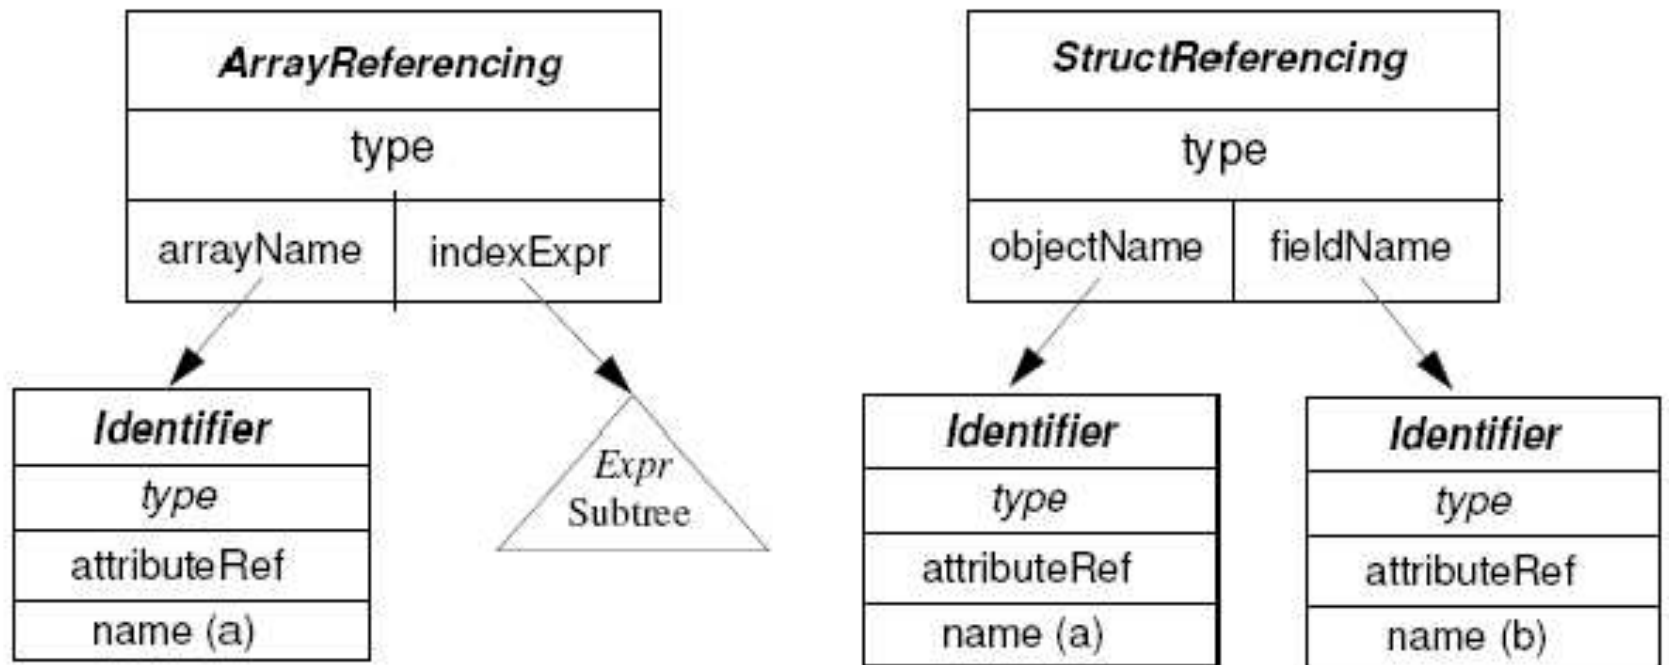 ArrayReferencing
type
arrayName
indexExpr
Identifier
type
attributeRef
name (a)
Expr
Subtree
StructReferencing
type
objectName
fieldName
Identifier
type
attributeRef
name (a)
Identifier
type
attributeRef
name (b)